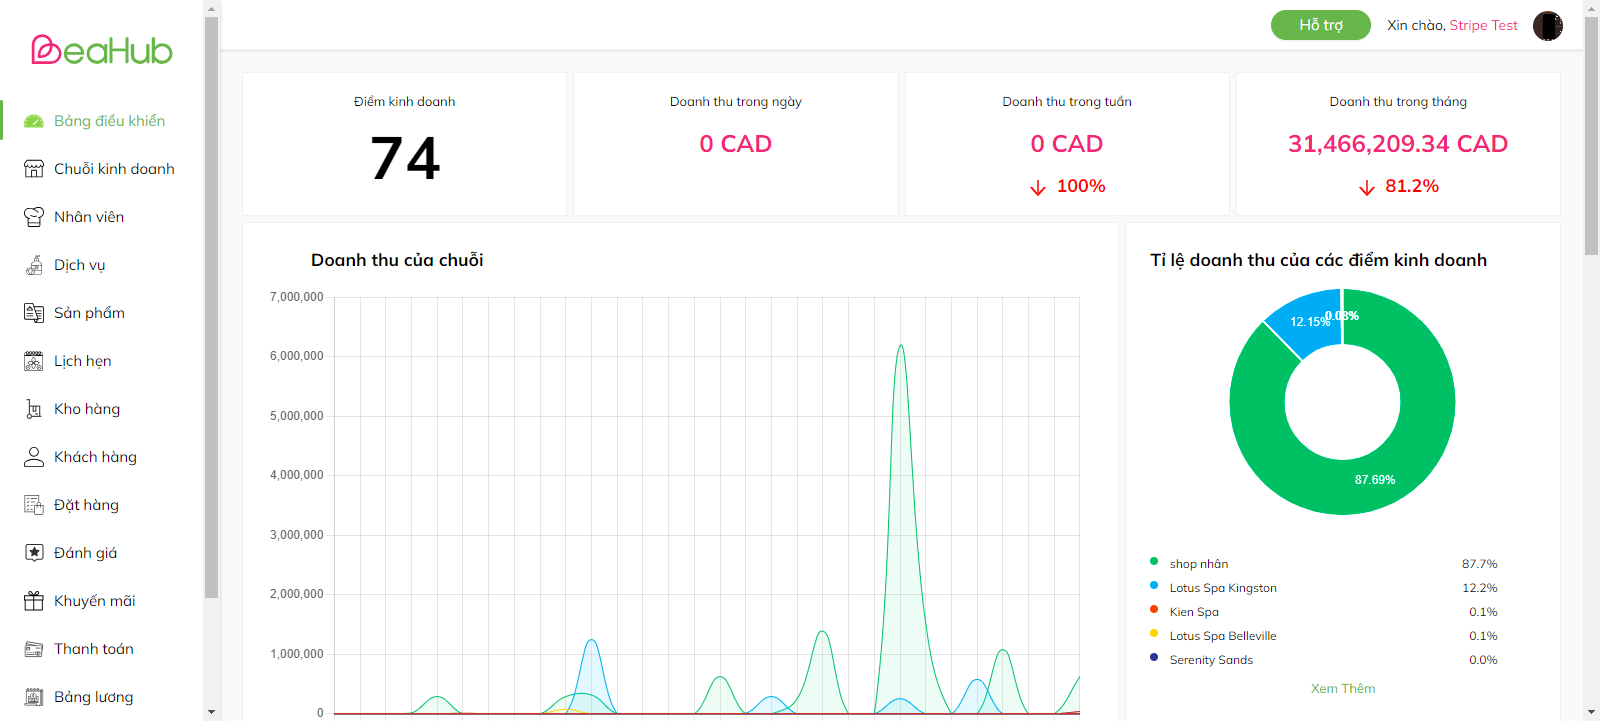 BeaHub
Hỗ trợ
Xin chào, Stripe Test
Bảng điều khiển
Chuỗi kinh doanh
Nhân viên
Dịch vụ
Sản phẩm
Lịch hẹn
Kho hàng
Khách hàng
Đặt hàng
Đánh giá
Khuyến mãi
Thanh toán
Bảng lương
Điểm kinh doanh
74
Doanh thu trong ngày
0 CAD
Doanh thu trong tuần
0 CAD
100%
Doanh thu trong tháng
31,466,209.34 CAD
81.2%
Doanh thu của chuỗi
7,000,000
6,000,000
5,000,000
4,000,000
3,000,000
2,000,000
1,000,000
0
Tỉ lệ doanh thu của các điểm kinh doanh
12.15%
87.69%
shop nhân 87.7%
Lotus Spa Kingston 12.2%
Kien Spa 0.1%
Lotus Spa Belleville 0.1%
Serenity Sands 0.0%
Xem Thêm